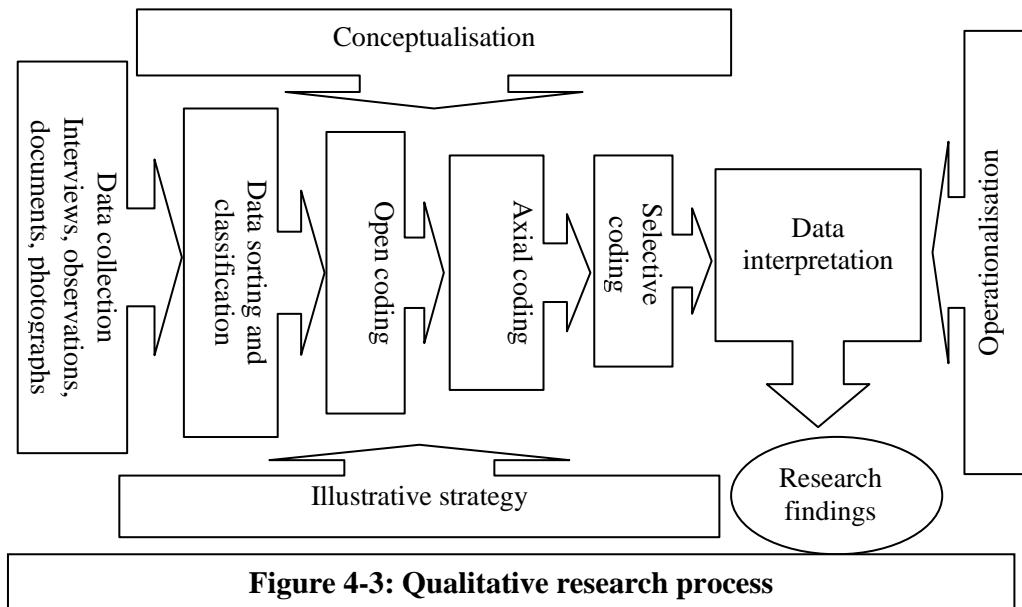 Conceptualisation
Data collection
Interviews, observations,
documents, photographs
Data sorting and
classification
Open coding
Axial coding
Selective
coding
Data
interpretation
Operationalisation
Illustrative strategy
Research
findings
Figure 4-3: Qualitative research process